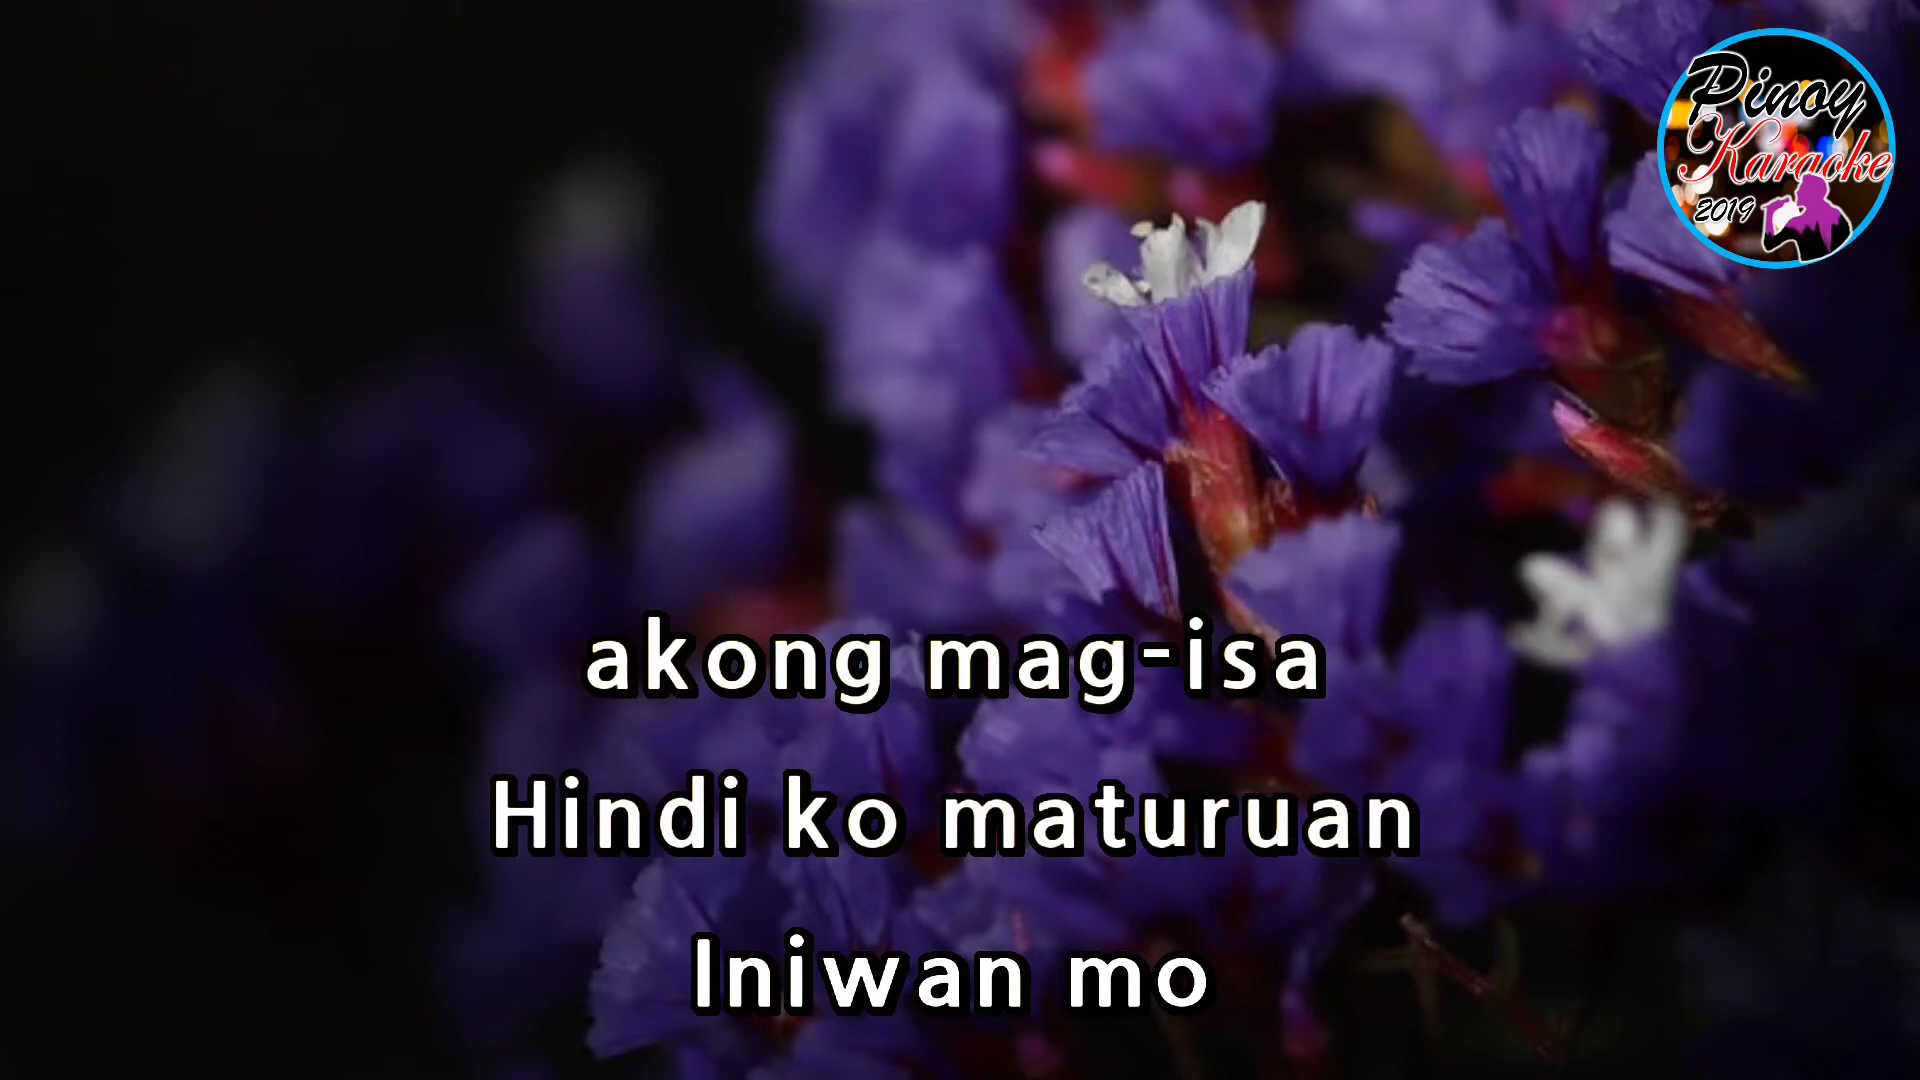 Pinoy
Karaoke
2019
akong mag-isa
Hindi ko maturuan
Iniwan mo